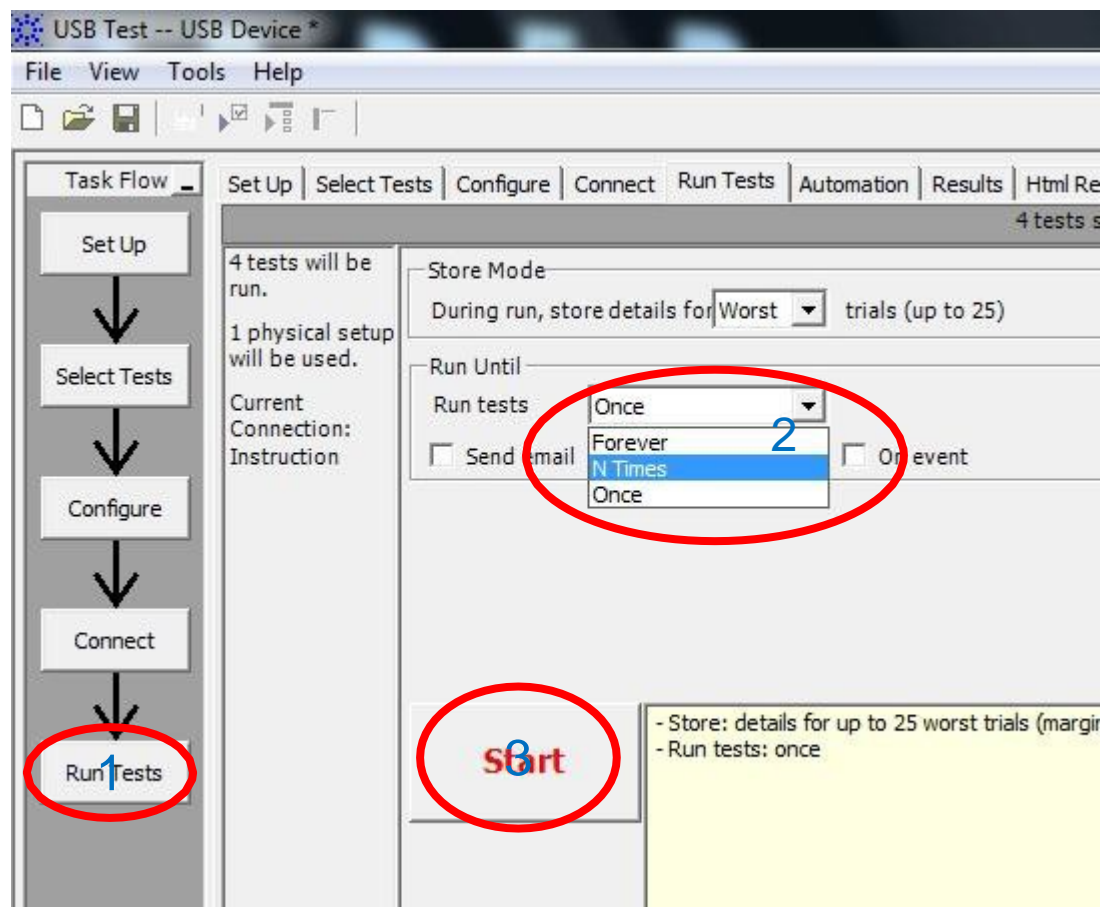 USB Test -- USB Device *
File View Tools Help
Task Flow
Set Up Select Tests Configure Connect Run Tests Automation Results Html Re
4 tests s
Set Up
Select Tests
Configure
Connect
Run Tests
1
4 tests will be
run.
1 physical setup
will be used.
Current
Connection:
Instruction
Store Mode
During run, store details for Worst trials (up to 25)
Run Until
Run tests Once
Forever
N Times
Once
2
Send email On event
Start
3
- Store: details for up to 25 worst trials (margin
- Run tests: once